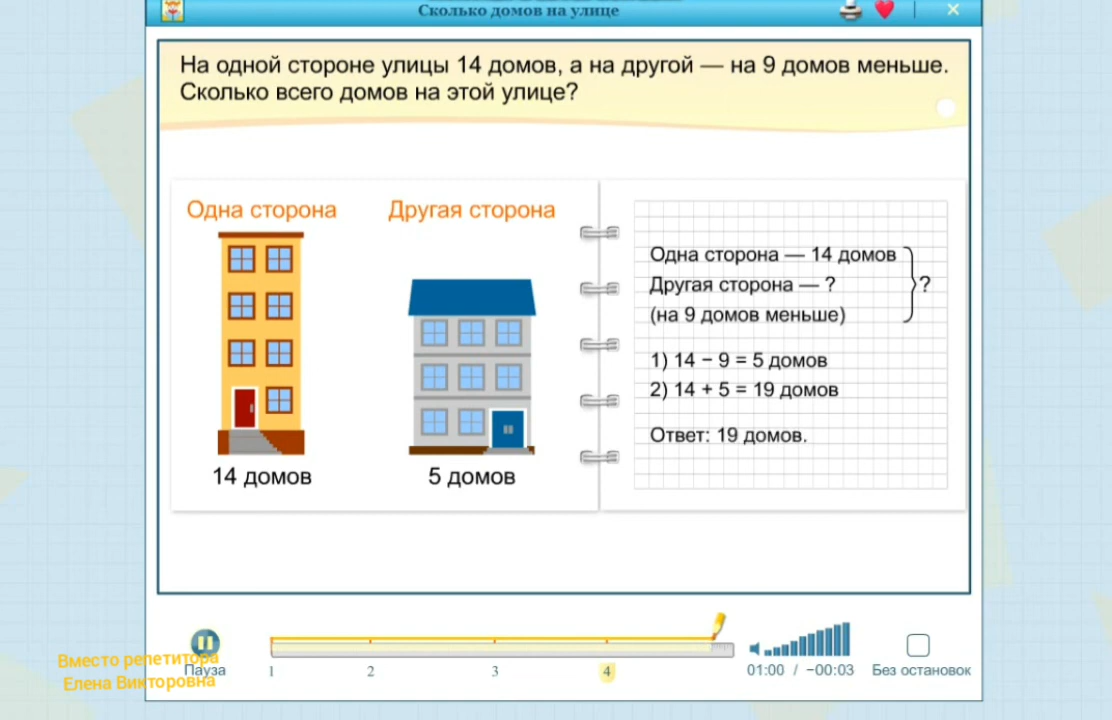 Сколько домов на улице
На одной стороне улицы 14 домов, а на другой — на 9 домов меньше.
Сколько всего домов на этой улице?
Одна сторона
Другая сторона
14 домов
5 домов
Одна сторона — 14 домов
Другая сторона — ?
(на 9 домов меньше)
?
1) 14 − 9 = 5 домов
2) 14 + 5 = 19 домов
Ответ: 19 домов.
Пауза
1 2 3 4
01:00 / −00:03
Без остановок
Вместо репетитора
Елена Викторовна